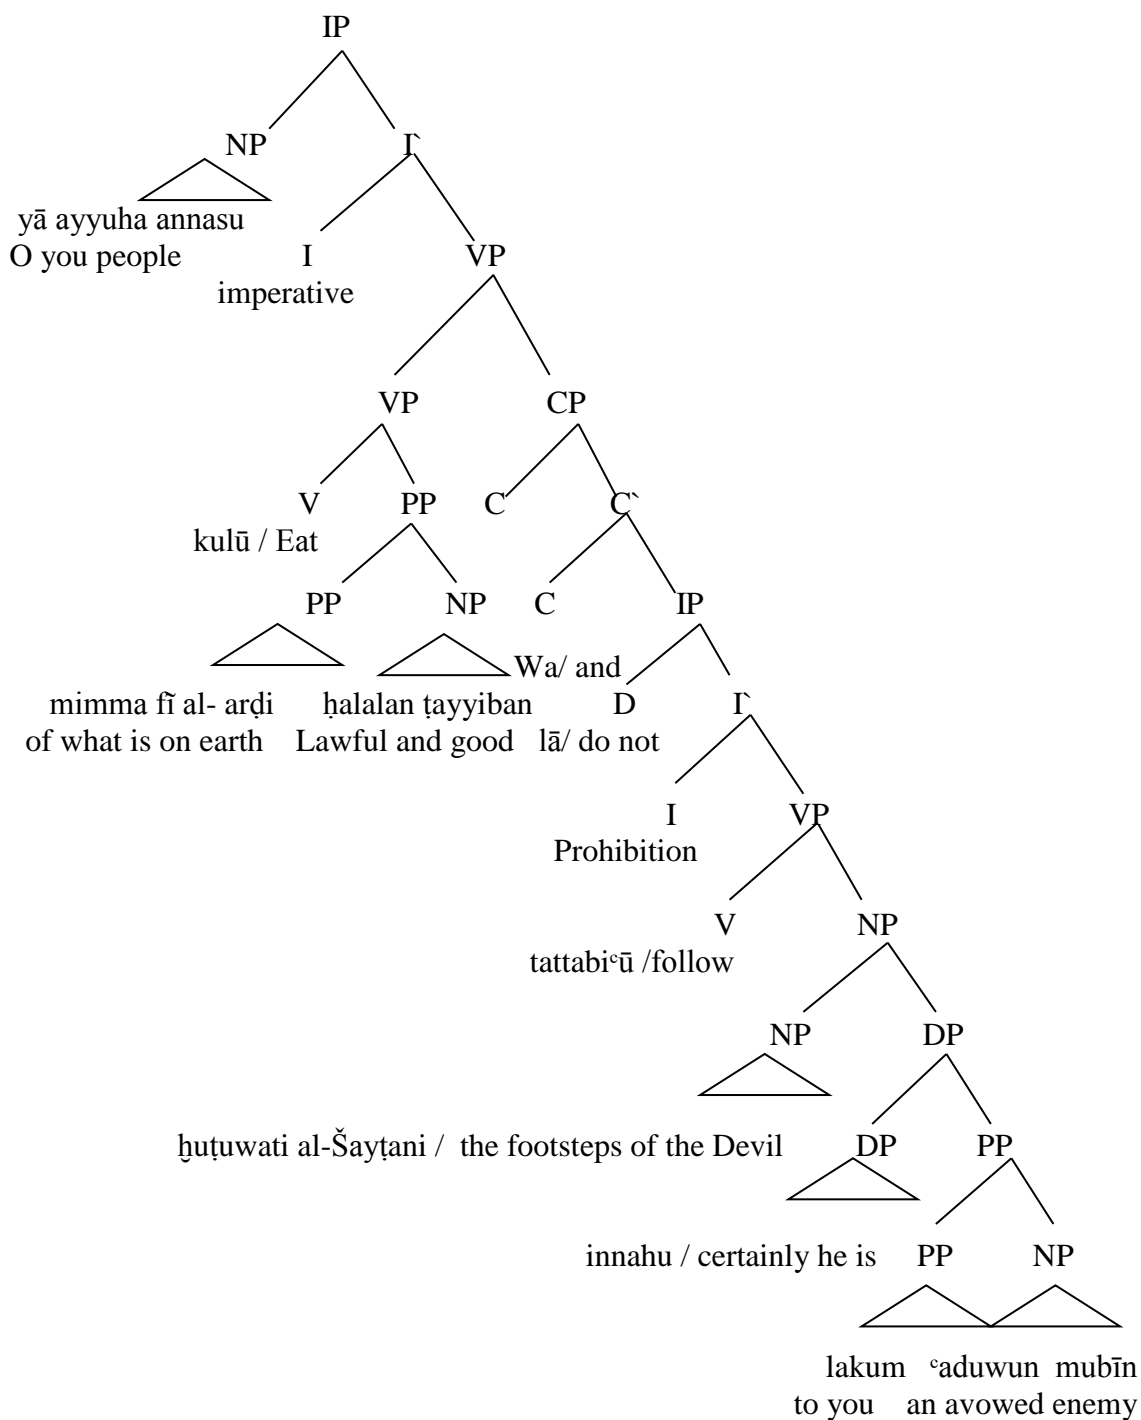 IP
NP I`
yā ayyuha annasu
O you people I VP
imperative
VP CP
V PP C C`
kulū / Eat
PP NP C IP
Wa/ and
mimma fī al- arḍi ḥalalan ṭayyiban D I`
of what is on earth Lawful and good lā/ do not
I VP
Prohibition
V NP
tattabiᶜū /follow
NP DP
ḫuṭuwati al-Šayṭani / the footsteps of the Devil DP PP
innahu / certainly he is PP NP
lakum ᶜaduwun mubīn
to you an avowed enemy